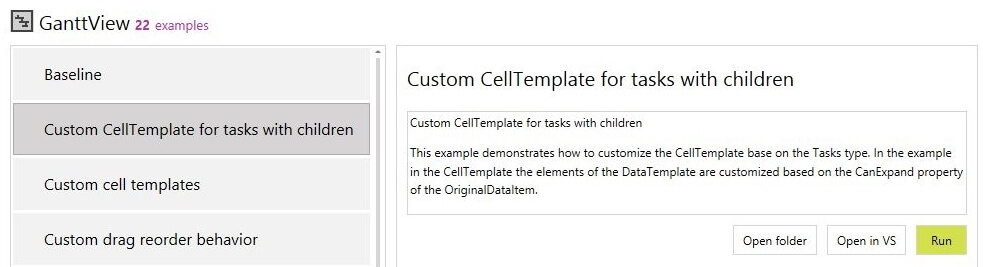 GanttView 22 examples
Baseline
Custom CellTemplate for tasks with children
Custom cell templates
Custom drag reorder behavior
Custom CellTemplate for tasks with children
Custom CellTemplate for tasks with children
This example demonstrates how to customize the CellTemplate base on the Tasks type. In the example
in the CellTemplate the elements of the DataTemplate are customized based on the CanExpand property
of the OriginalDataItem.
Open folder Open in VS Run